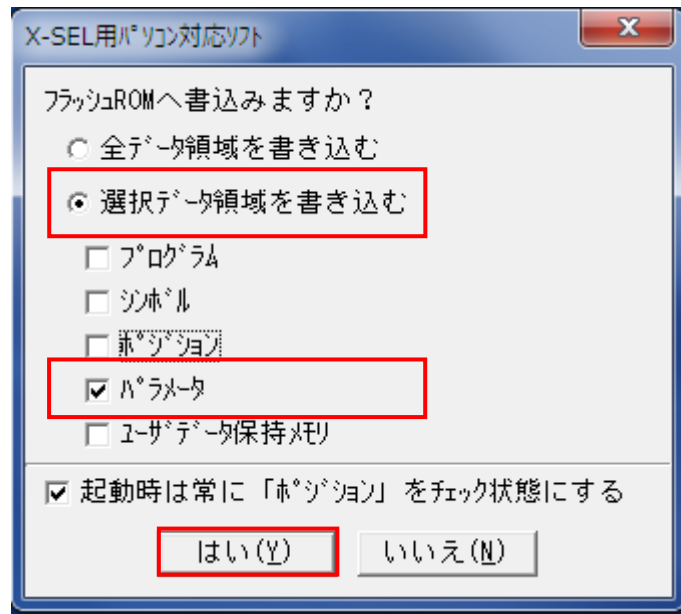 X-SEL用ﾊﾟｿｺﾝ対応ｿﾌﾄ
ﾌﾗｯｼｭROMへ書込みますか？
全ﾃﾞｰﾀ領域を書き込む
選択ﾃﾞｰﾀ領域を書き込む
ﾌﾟﾛｸﾞﾗﾑ
ｼﾝﾎﾞﾙ
ﾎﾟｼﾞｼｮﾝ
ﾊﾟﾗﾒｰﾀ
ﾕｰｻﾞﾃﾞｰﾀ保持ﾒﾓﾘ
起動時は常に「ﾎﾟｼﾞｼｮﾝ」をﾁｪｯｸ状態にする
はい(Y)
いいえ(N)